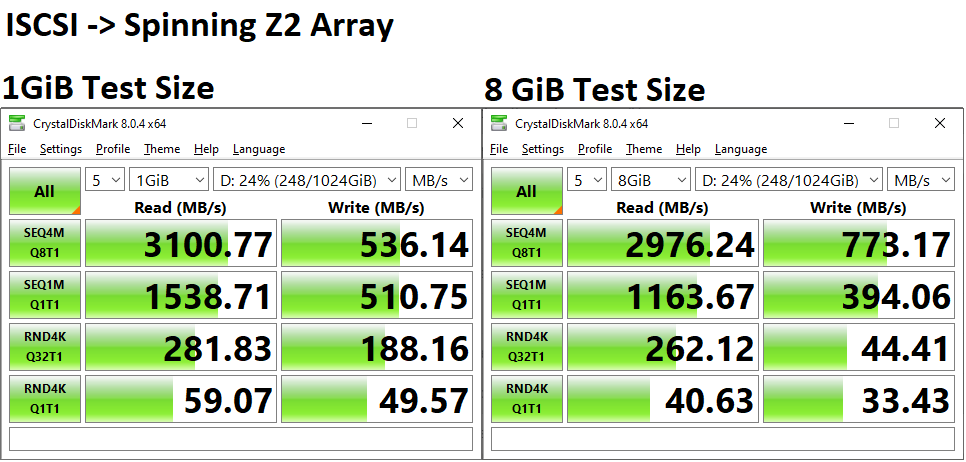 ISCSI -> Spinning Z2 Array
1GiB Test Size
CrystalDiskMark 8.0.4 x64
File Settings Profile Theme Help Language
All 5 1GiB D: 24% (248/1024GiB) MB/s
Read (MB/s) Write (MB/s)
SEQ4M
Q8T1 3100.77 536.14
SEQ1M
Q1T1 1538.71 510.75
RND4K
Q32T1 281.83 188.16
RND4K
Q1T1 59.07 49.57
8 GiB Test Size
CrystalDiskMark 8.0.4 x64
File Settings Profile Theme Help Language
All 5 8GiB D: 24% (248/1024GiB) MB/s
Read (MB/s) Write (MB/s)
SEQ4M
Q8T1 2976.24 773.17
SEQ1M
Q1T1 1163.67 394.06
RND4K
Q32T1 262.12 44.41
RND4K
Q1T1 40.63 33.43